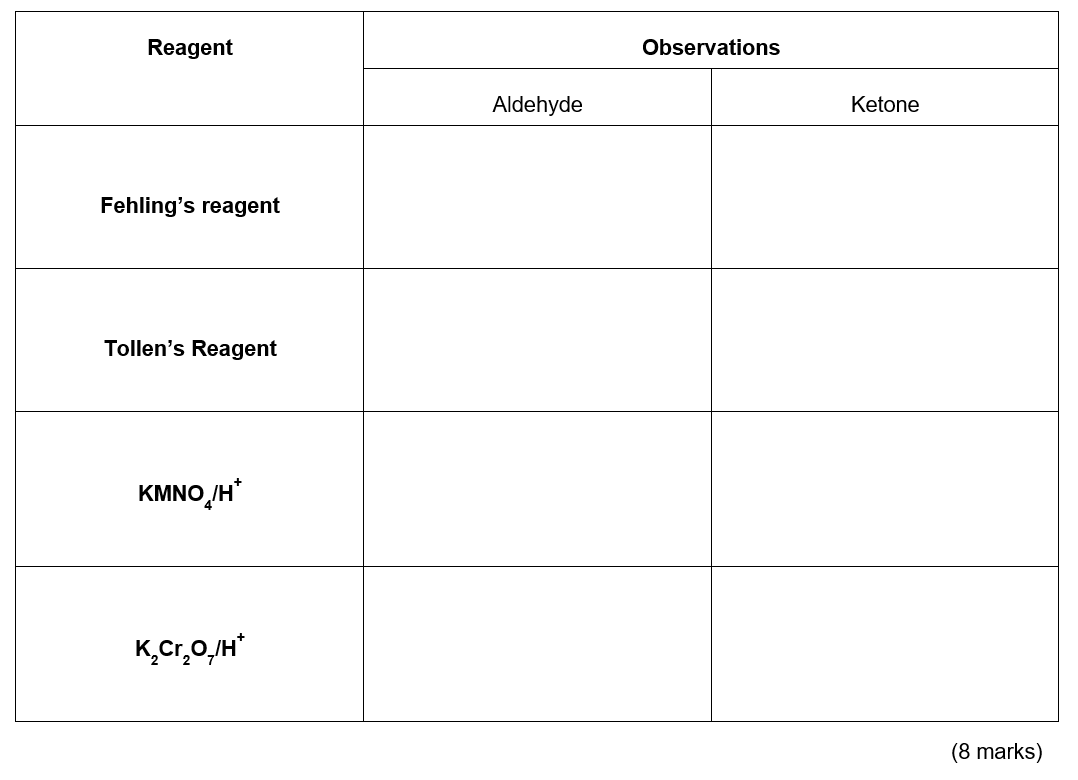 Reagent
Observations
Aldehyde
Ketone
Fehling’s reagent
Tollen’s Reagent
KMNO₄/H⁺
K₂Cr₂O₇/H⁺
(8 marks)